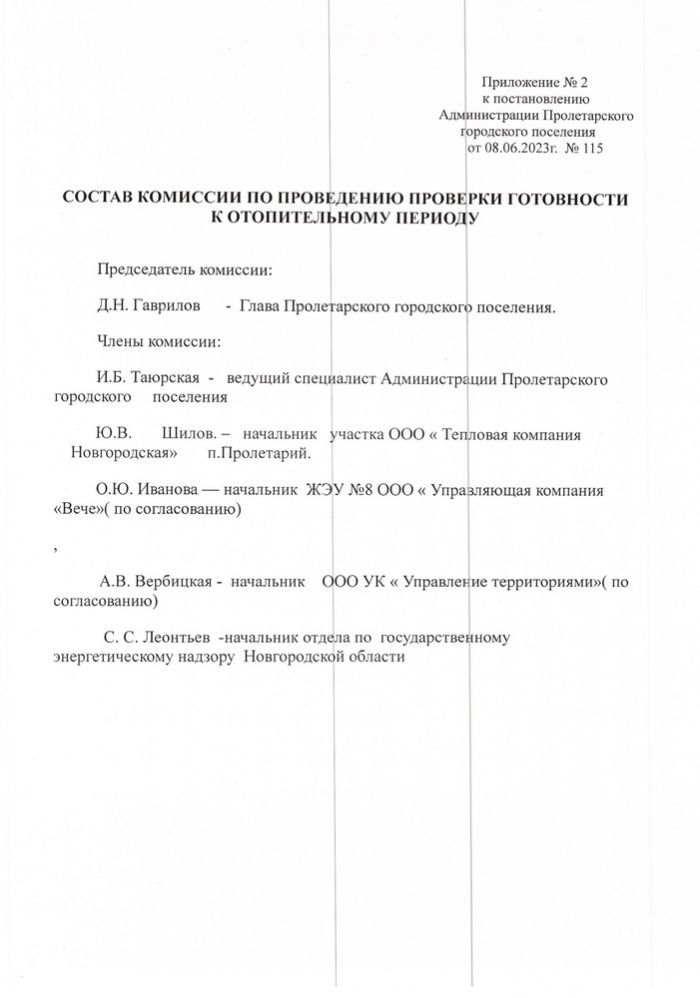 Приложение № 2
к постановлению
Администрации Пролетарского
городского поселения
от 08.06.2023г. № 115
СОСТАВ КОМИССИИ ПО ПРОВЕДЕНИЮ ПРОВЕРКИ ГОТОВНОСТИ
К ОТОПИТЕЛЬНОМУ ПЕРИОДУ
Председатель комиссии:
Д.Н. Гаврилов - Глава Пролетарского городского поселения.
Члены комиссии:
И.Б. Таюрская - ведущий специалист Администрации Пролетарского
городского поселения
Ю.В. Шилов. – начальник участка ООО « Тепловая компания
Новгородская» п.Пролетарий.
О.Ю. Иванова — начальник ЖЭУ №8 ООО « Управляющая компания
«Вече»( по согласованию)
,
А.В. Вербицкая - начальник ООО УК « Управление территориями»( по
согласованию)
С. С. Леонтьев -начальник отдела по государственному
энергетическому надзору Новгородской области